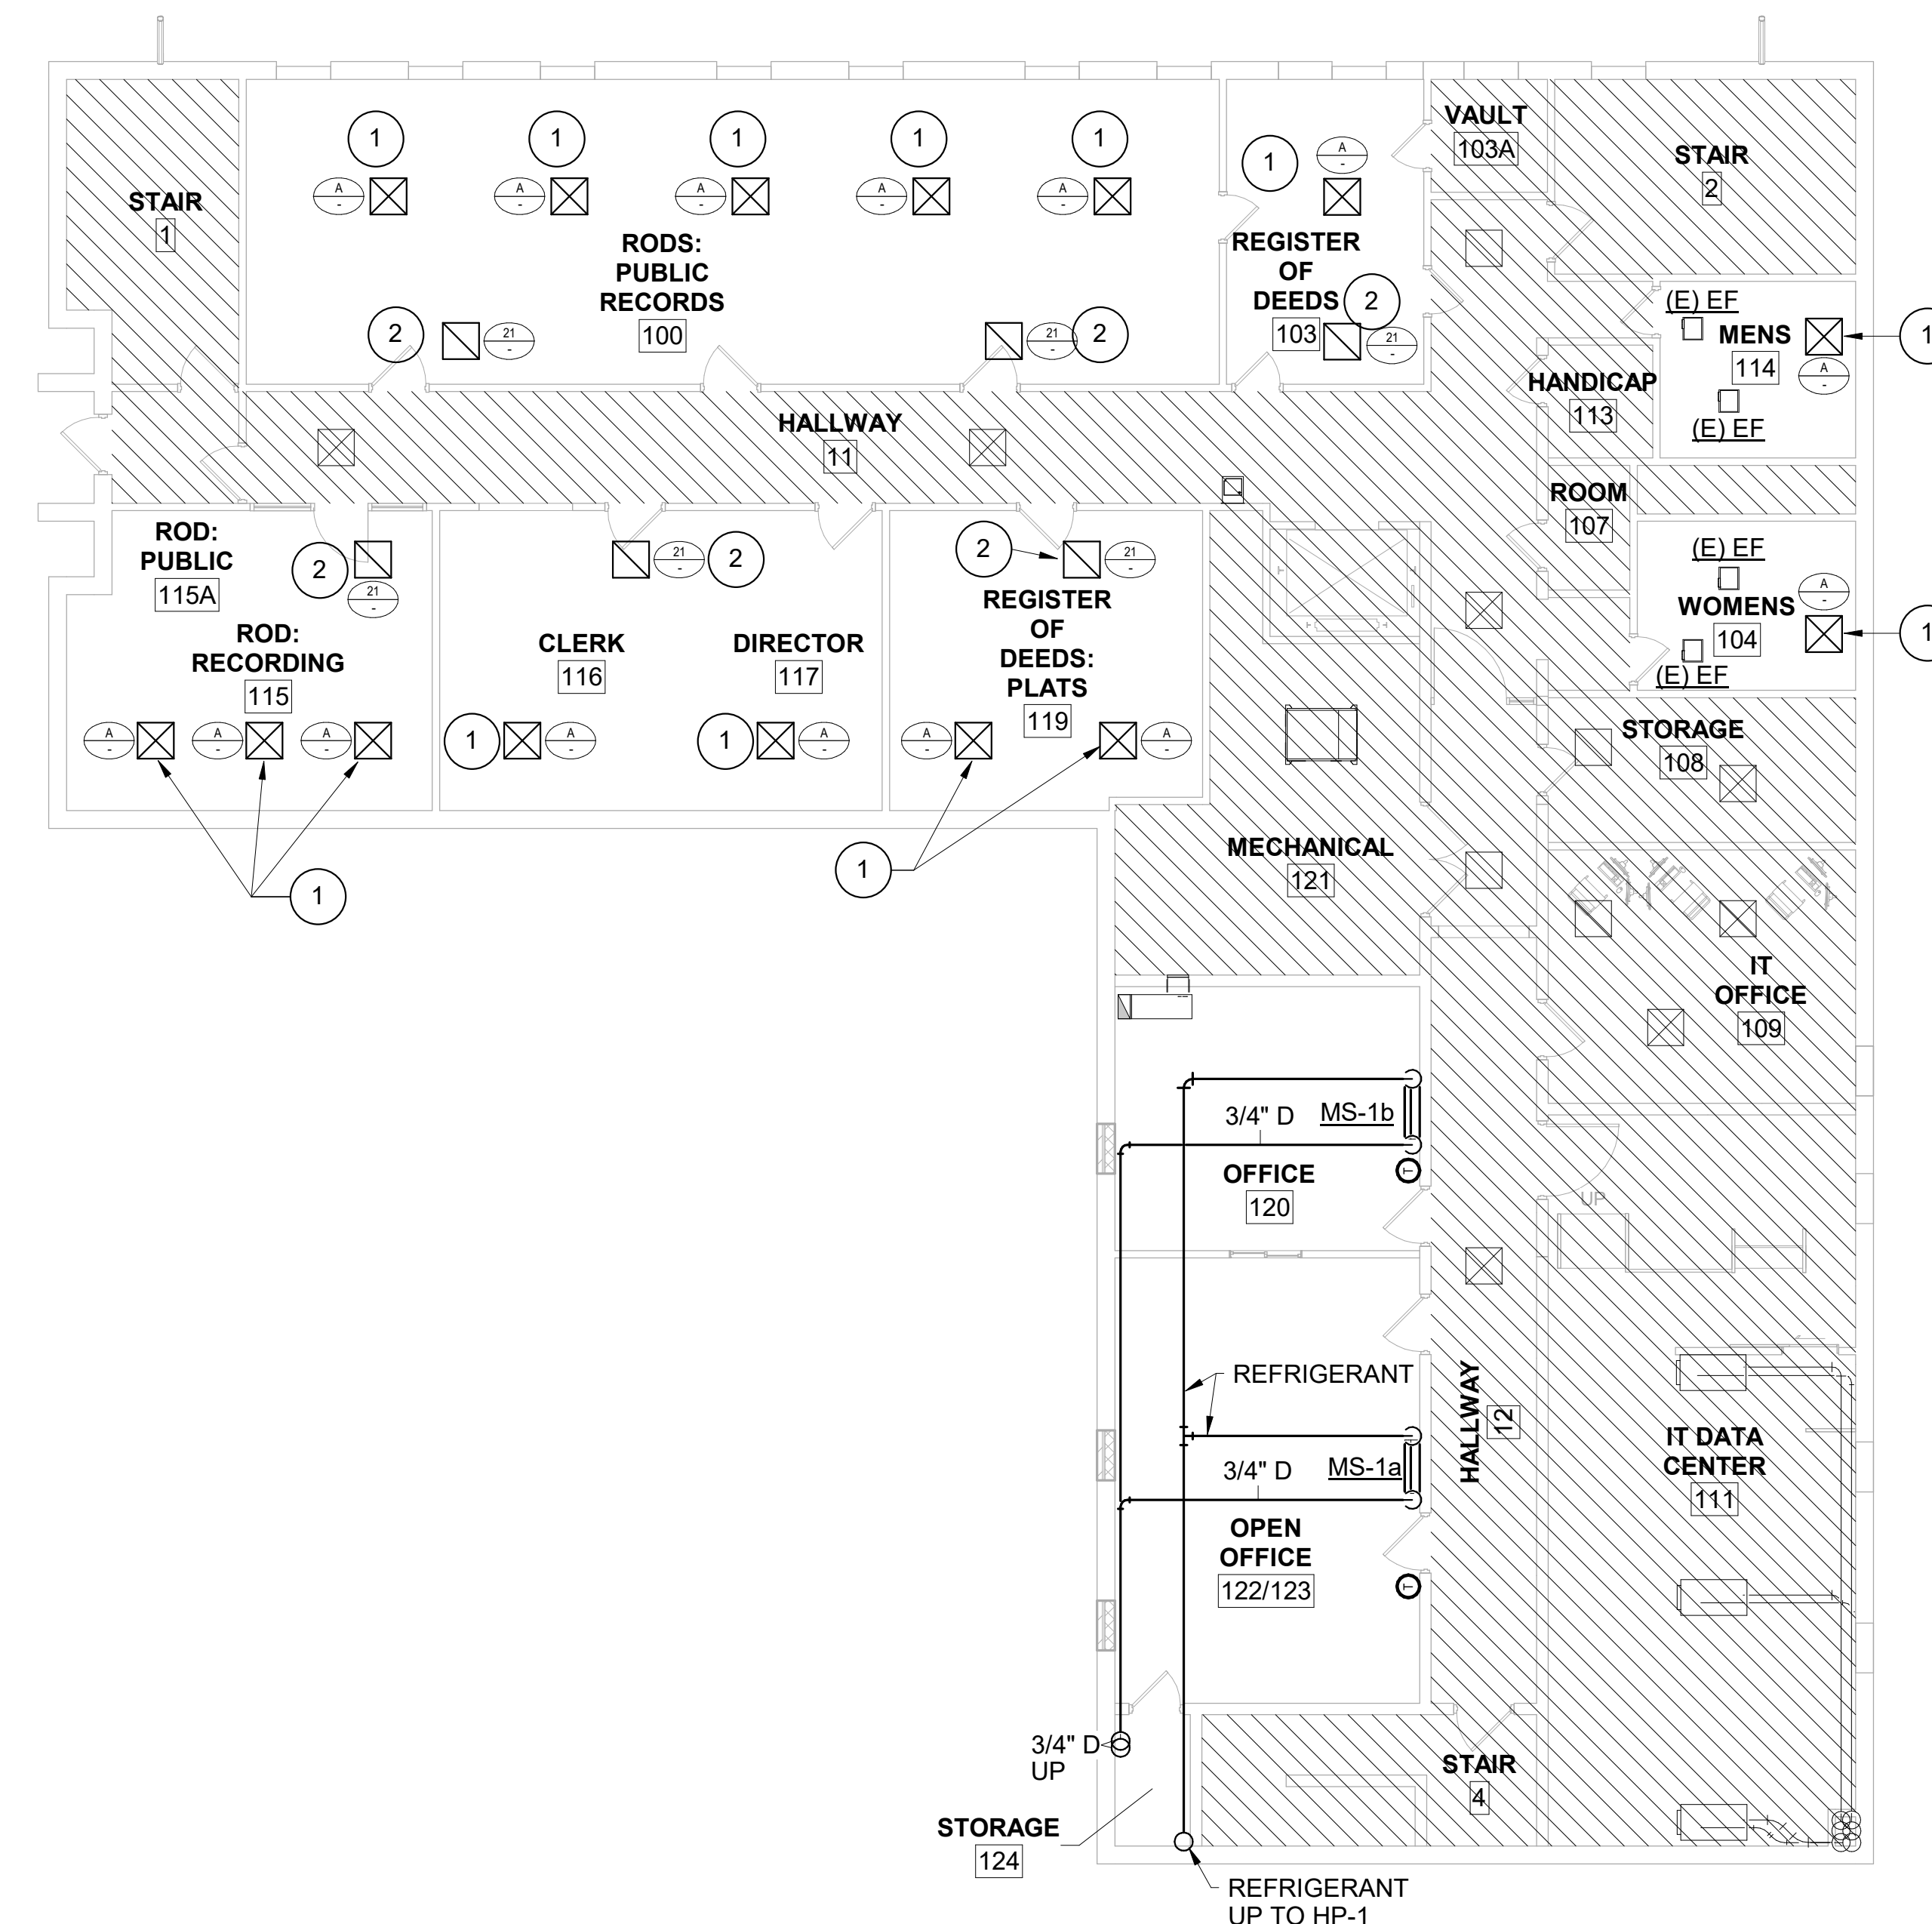 1
1
1
1
1
A
-
A
-
A
-
A
-
A
-
RODS:
PUBLIC
RECORDS
100
2
21
-
21
-
2
STAIR
1
1
A
-
REGISTER
OF
DEEDS
103
2
21
-
VAULT
103A
STAIR
2
(E) EF
MENS
114
(E) EF
1
A
-
HANDICAP
113
HALLWAY
11
ROOM
107
(E) EF
WOMENS
104
(E) EF
A
-
1
ROD:
PUBLIC
115A
2
21
-
ROD:
RECORDING
115
A
-
A
-
A
-
1
21
-
2
CLERK
116
DIRECTOR
117
1
A
-
1
A
-
2
21
-
REGISTER
OF
DEEDS:
PLATS
119
A
-
A
-
1
STORAGE
108
MECHANICAL
121
IT
OFFICE
109
3/4" D
MS-1b
OFFICE
120
T
UP
REFRIGERANT
3/4" D
MS-1a
OPEN
OFFICE
122/123
T
HALLWAY
12
IT DATA
CENTER
111
3/4" D
UP
STORAGE
124
STAIR
4
REFRIGERANT
UP TO HP-1